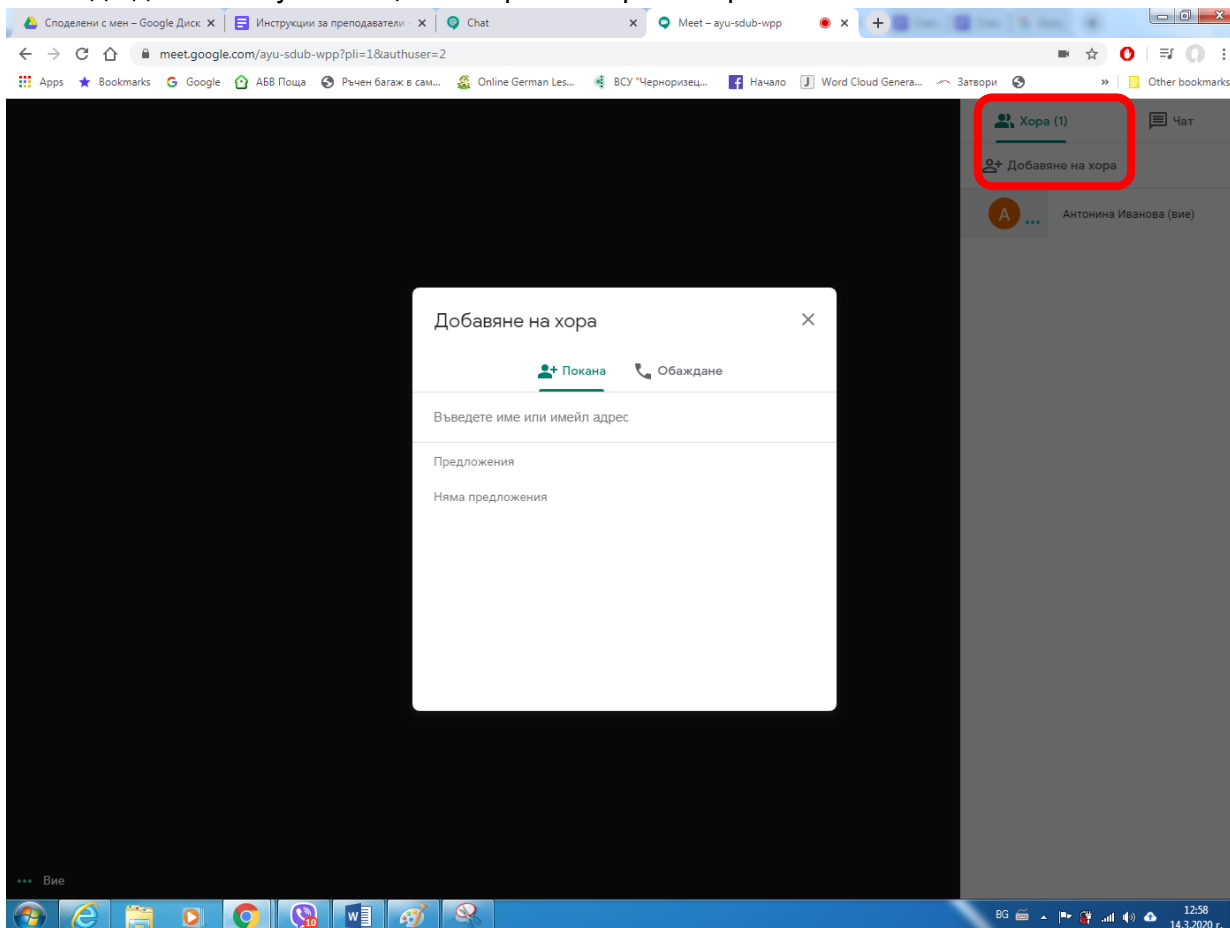 Споделени с мен – Google Диск
Инструкции за преподаватели -
Chat
Meet – ayu-sdub-wpp
meet.google.com/ayu-sdub-wpp?pli=1&authuser=2
Apps Bookmarks Google АБВ Поща Ръчен багаж в сам... Online German Les... ВСУ "Черноризец... Начало Word Cloud Genera... Затвори » Other bookmarks
Хора (1) Чат
Добавяне на хора
А Антонина Иванова (вие)
Добавяне на хора
Покана Обаждане
Въведете име или имейл адрес
Предложения
Няма предложения
Вие
10
BG 12:58
14.3.2020 г.